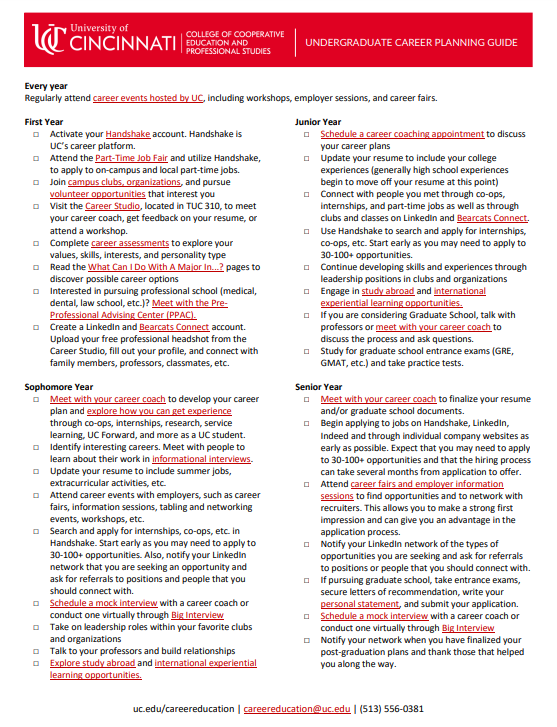 University of
CINCINNATI
COLLEGE OF COOPERATIVE
EDUCATION AND
PROFESSIONAL STUDIES
UNDERGRADUATE CAREER PLANNING GUIDE
Every year
Regularly attend career events hosted by UC, including workshops, employer sessions, and career fairs.
First Year
Activate your Handshake account. Handshake is
UC's career platform.
Attend the Part-Time Job Fair and utilize Handshake,
to apply to on-campus and local part-time jobs.
Join campus clubs, organizations, and pursue
volunteer opportunities that interest you
Visit the Career Studio, located in TUC 310, to meet
your career coach, get feedback on your resume, or
attend a workshop.
Complete career assessments to explore your
values, skills, interests, and personality type
Read the What Can I Do With A Major In...? pages to
discover possible career options
Interested in pursuing professional school (medical,
dental, law school, etc.)? Meet with the Pre-
Professional Advising Center (PPAC).
Create a LinkedIn and Bearcats Connect account.
Upload your free professional headshot from the
Career Studio, fill out your profile, and connect with
family members, professors, classmates, etc.
Sophomore Year
Meet with your career coach to develop your career
plan and explore how you can get experience
through co-ops, internships, research, service
learning, UC Forward, and more as a UC student.
Identify interesting careers. Meet with people to
learn about their work in informational interviews.
Update your resume to include summer jobs,
extracurricular activities, etc.
Attend career events with employers, such as career
fairs, information sessions, tabling and networking
events, workshops, etc.
Search and apply for internships, co-ops, etc. in
Handshake. Start early as you may need to apply to
30-100+ opportunities. Also, notify your LinkedIn
network that you are seeking an opportunity and
ask for referrals to positions and people that you
should connect with.
Schedule a mock interview with a career coach or
conduct one virtually through Big Interview
Take on leadership roles within your favorite clubs
and organizations
Talk to your professors and build relationships
Explore study abroad and international experiential
learning opportunities.
Junior Year
Schedule a career coaching appointment to discuss
your career plans
Update your resume to include your college
experiences (generally high school experiences
begin to move off your resume at this point)
Connect with people you met through co-ops,
internships, and part-time jobs as well as through
clubs and classes on LinkedIn and Bearcats Connect.
Use Handshake to search and apply for internships,
co-ops, etc. Start early as you may need to apply to
30-100+ opportunities.
Continue developing skills and experiences through
leadership positions in clubs and organizations
Engage in study abroad and international
experiential learning opportunities.
If you are considering Graduate School, talk with
professors or meet with your career coach to
discuss the process and ask questions.
Study for graduate school entrance exams (GRE,
GMAT, etc.) and take practice tests.
Senior Year
Meet with your career coach to finalize your resume
and/or graduate school documents.
Begin applying to jobs on Handshake, LinkedIn,
Indeed and through individual company websites as
early as possible. Expect that you may need to apply
to 30-100+ opportunities and that the hiring process
can take several months from application to offer.
Attend career fairs and employer information
sessions to find opportunities and to network with
recruiters. This allows you to make a strong first
impression and can give you an advantage in the
application process.
Notify your LinkedIn network of the types of
opportunities you are seeking and ask for referrals
to positions or people that you should connect with.
If pursuing graduate school, take entrance exams,
secure letters of recommendation, write your
personal statement, and submit your application.
Schedule a mock interview with a career coach or
conduct one virtually through Big Interview
Notify your network when you have finalized your
post-graduation plans and thank those that helped
you along the way.
uc.edu/careereducation | careereducation@uc.edu | (513) 556-0381